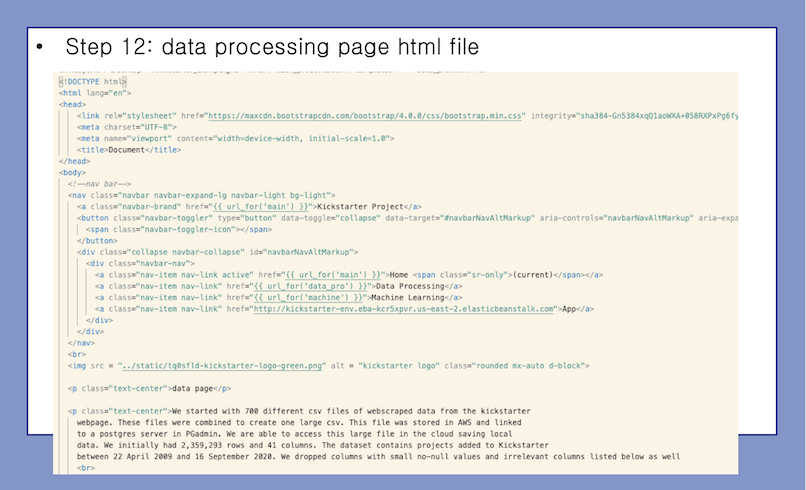 • Step 12: data processing page html file
<!DOCTYPE html>
<html lang="en">
<head>
<link rel="stylesheet" href="https://maxcdn.bootstrapcdn.com/bootstrap/4.0.0/css/bootstrap.min.css" integrity="sha384-Gn5384xqQ1aoWXA+058RXPxPg6fy
<meta charset="UTF-8">
<meta name="viewport" content="width=device-width, initial-scale=1.0">
<title>Document</title>
</head>
<body>
<!--nav bar-->
<nav class="navbar navbar-expand-lg navbar-light bg-light">
<a class="navbar-brand" href="{{ url_for('main') }}">Kickstarter Project</a>
<button class="navbar-toggler" type="button" data-toggle="collapse" data-target="#navbarNavAltMarkup" aria-controls="navbarNavAltMarkup" aria-expa
<span class="navbar-toggler-icon"></span>
</button>
<div class="collapse navbar-collapse" id="navbarNavAltMarkup">
<div class="navbar-nav">
<a class="nav-item nav-link active" href="{{ url_for('main') }}">Home <span class="sr-only">(current)</span></a>
<a class="nav-item nav-link" href="{{ url_for('data_pro') }}">Data Processing</a>
<a class="nav-item nav-link" href="{{ url_for('machine') }}">Machine Learning</a>
<a class="nav-item nav-link" href="http://kickstarter-env.eba-kcr5xpvr.us-east-2.elasticbeanstalk.com">App</a>
</div>
</div>
</nav>
<br>
<img src = "../static/tq0sfld-kickstarter-logo-green.png" alt = "kickstarter logo" class="rounded mx-auto d-block">
<p class="text-center">data page</p>
<p class="text-center">We started with 700 different csv files of webscraped data from the kickstarter
webpage. These files were combined to create one large csv. This file was stored in AWS and linked
to a postgres server in PGadmin. We are able to access this large file in the cloud saving local
data. We initially had 2,359,293 rows and 41 columns. The dataset contains projects added to Kickstarter
between 22 April 2009 and 16 September 2020. We dropped columns with small no-null values and irrelevant columns listed below as well
<br>